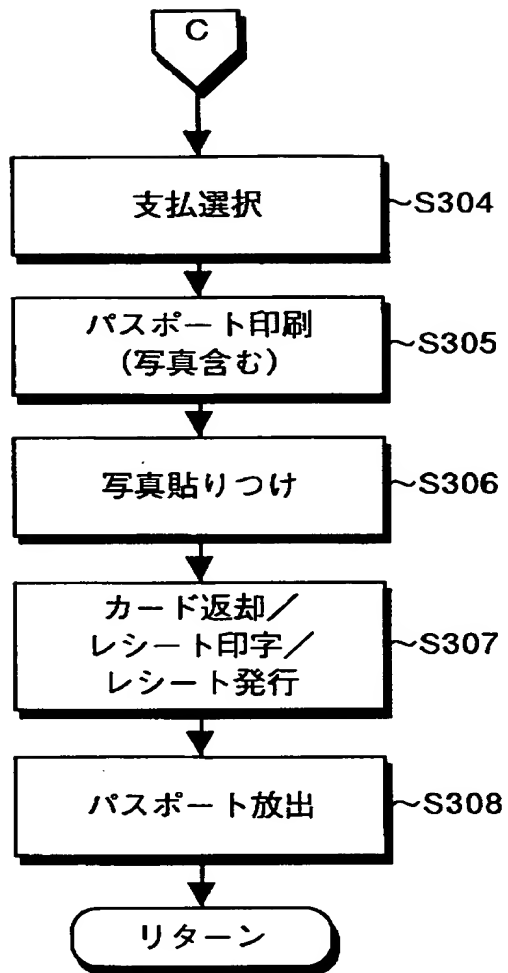 C
支払選択
~S304
パスポート印刷
(写真含む)
~S305
写真貼りつけ
~S306
カード返却／
レシート印字／
レシート発行
~S307
パスポート放出
~S308
リターン